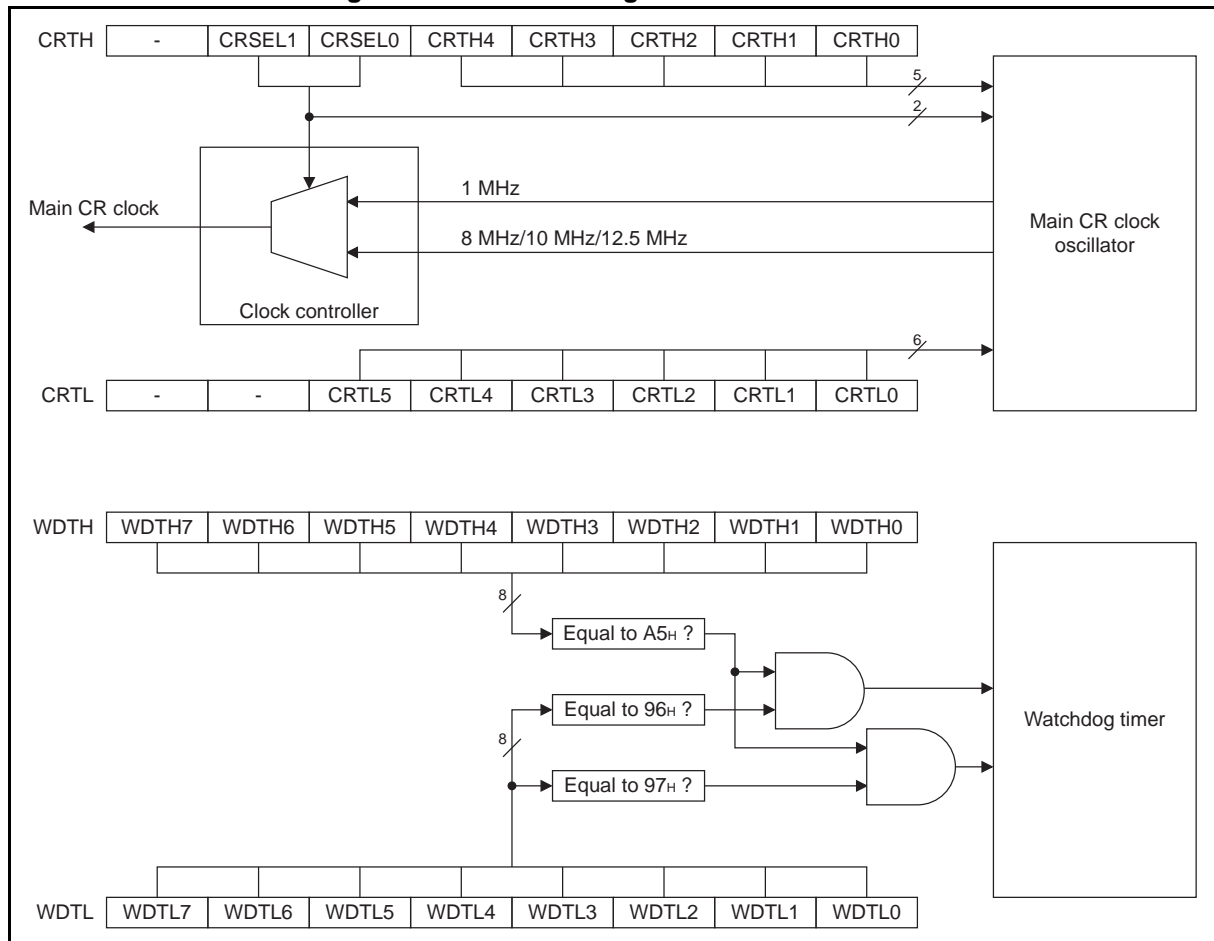 CRTH - CRSEL1 CRSEL0 CRTH4 CRTH3 CRTH2 CRTH1 CRTH0
5
2
1 MHz
Main CR clock
8 MHz/10 MHz/12.5 MHz
Main CR clock
oscillator
Clock controller
6
CRTL - - CRTL5 CRTL4 CRTL3 CRTL2 CRTL1 CRTL0
WDTH WDTH7 WDTH6 WDTH5 WDTH4 WDTH3 WDTH2 WDTH1 WDTH0
8
Equal to A5H ?
Equal to 96H ?
Watchdog timer
8
Equal to 97H ?
WDTL WDTL7 WDTL6 WDTL5 WDTL4 WDTL3 WDTL2 WDTL1 WDTL0